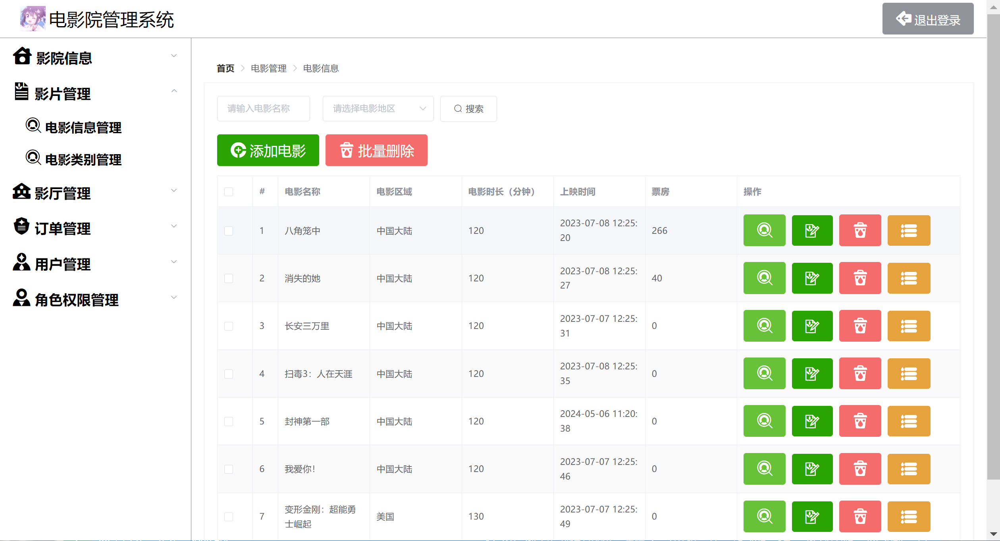 电影院管理系统
退出登录
影院信息
影片管理
电影信息管理
电影类别管理
影厅管理
订单管理
用户管理
角色权限管理
首页 > 电影管理 > 电影信息
请输入电影名称 请选择电影地区 搜索
添加电影 批量删除
# 电影名称 电影区域 电影时长（分钟） 上映时间 票房 操作
1 八角笼中 中国大陆 120 2023-07-08 12:25:
20
266
2 消失的她 中国大陆 120 2023-07-08 12:25:
27
40
3 长安三万里 中国大陆 120 2023-07-07 12:25:
31
0
4 扫毒3：人在天涯 中国大陆 120 2023-07-08 12:25:
35
0
5 封神第一部 中国大陆 120 2024-05-06 11:20:
38
0
6 我爱你！ 中国大陆 120 2023-07-07 12:25:
46
0
7 变形金刚：超能勇
士崛起
美国 130 2023-07-07 12:25:
49
0